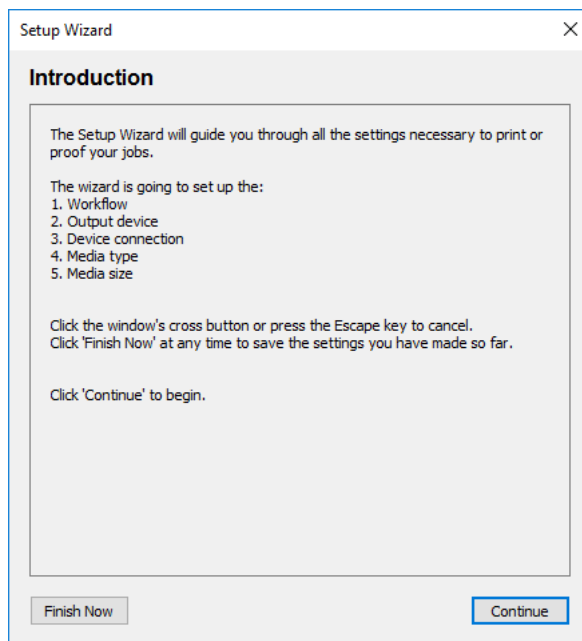 Setup Wizard
Introduction
The Setup Wizard will guide you through all the settings necessary to print or
proof your jobs.
The wizard is going to set up the:
1. Workflow
2. Output device
3. Device connection
4. Media type
5. Media size
Click the window's cross button or press the Escape key to cancel.
Click 'Finish Now' at any time to save the settings you have made so far.
Click 'Continue' to begin.
Finish Now
Continue